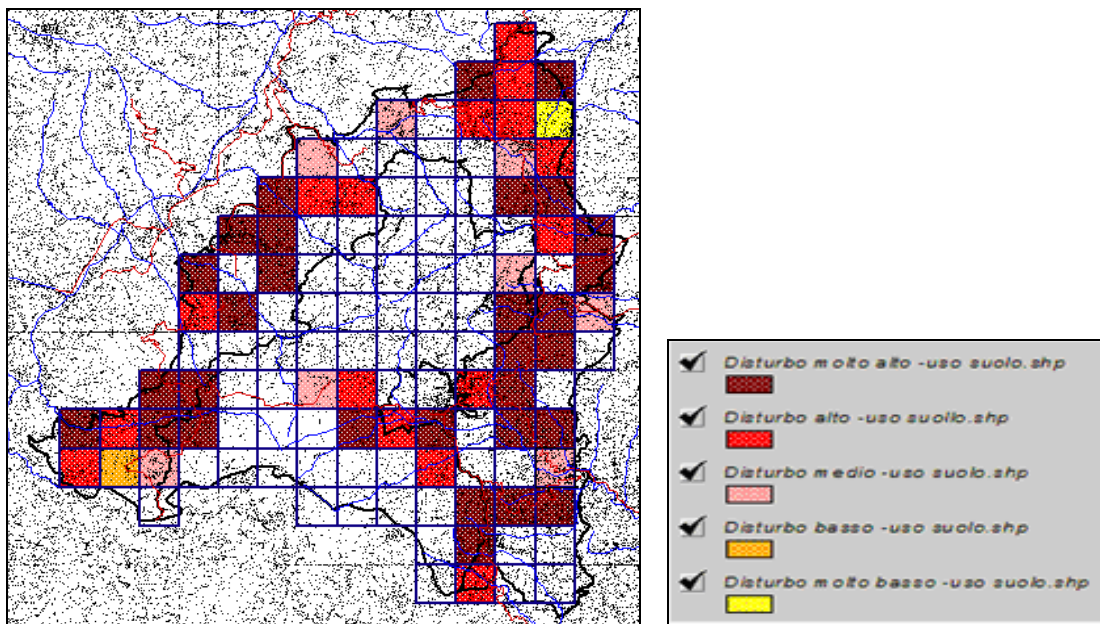 Disturbo molto alto -uso suolo.shp
Disturbo alto -uso suollo.shp
Disturbo medio -uso suolo.shp
Disturbo basso -uso suolo.shp
Disturbo molto basso -uso suolo.shp